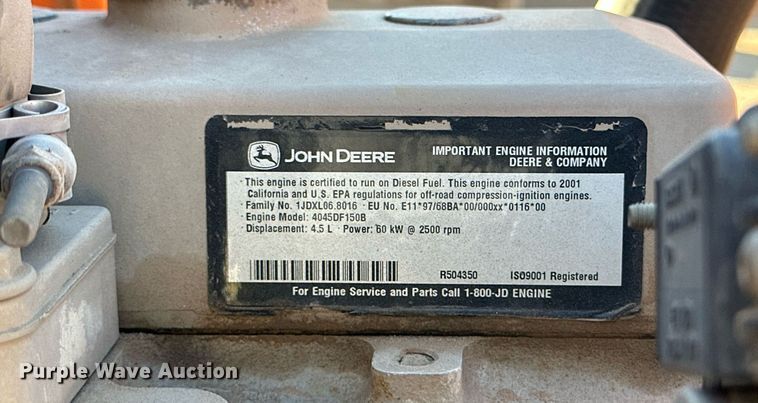 JOHN DEERE
IMPORTANT ENGINE INFORMATION
DEERE & COMPANY
· This engine is certified to run on Diesel Fuel. This engine conforms to 2001
California and U.S. EPA regulations for off-road compression-ignition engines.
· Family No. 1JDXL06.8016 · EU No. E11*97/68BA*00/000xx*0116*00
· Engine Model: 4045DF150B
· Displacement: 4.5 L · Power: 60 kW @ 2500 rpm
R504350 ISO9001 Registered
For Engine Service and Parts Call 1-800-JD ENGINE
Purple Wave Auction